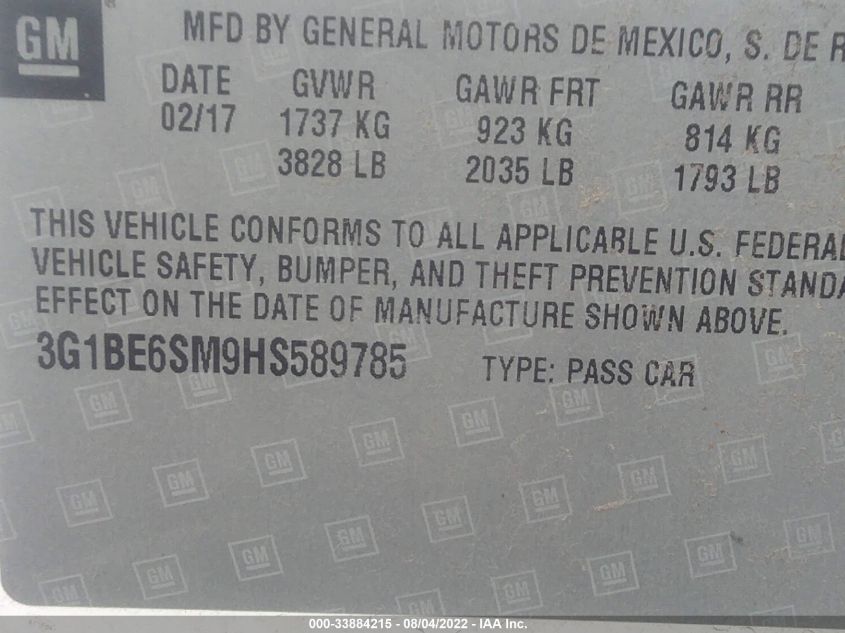 GM
MFD BY GENERAL MOTORS DE MEXICO, S. DE R
DATE GVWR GAWR FRT GAWR RR
02/17 1737 KG 923 KG 814 KG
3828 LB 2035 LB 1793 LB
THIS VEHICLE CONFORMS TO ALL APPLICABLE U.S. FEDERAL
VEHICLE SAFETY, BUMPER, AND THEFT PREVENTION STANDA
EFFECT ON THE DATE OF MANUFACTURE SHOWN ABOVE.
3G1BE6SM9HS589785 TYPE: PASS CAR
000-33884215 - 08/04/2022 - IAA Inc.